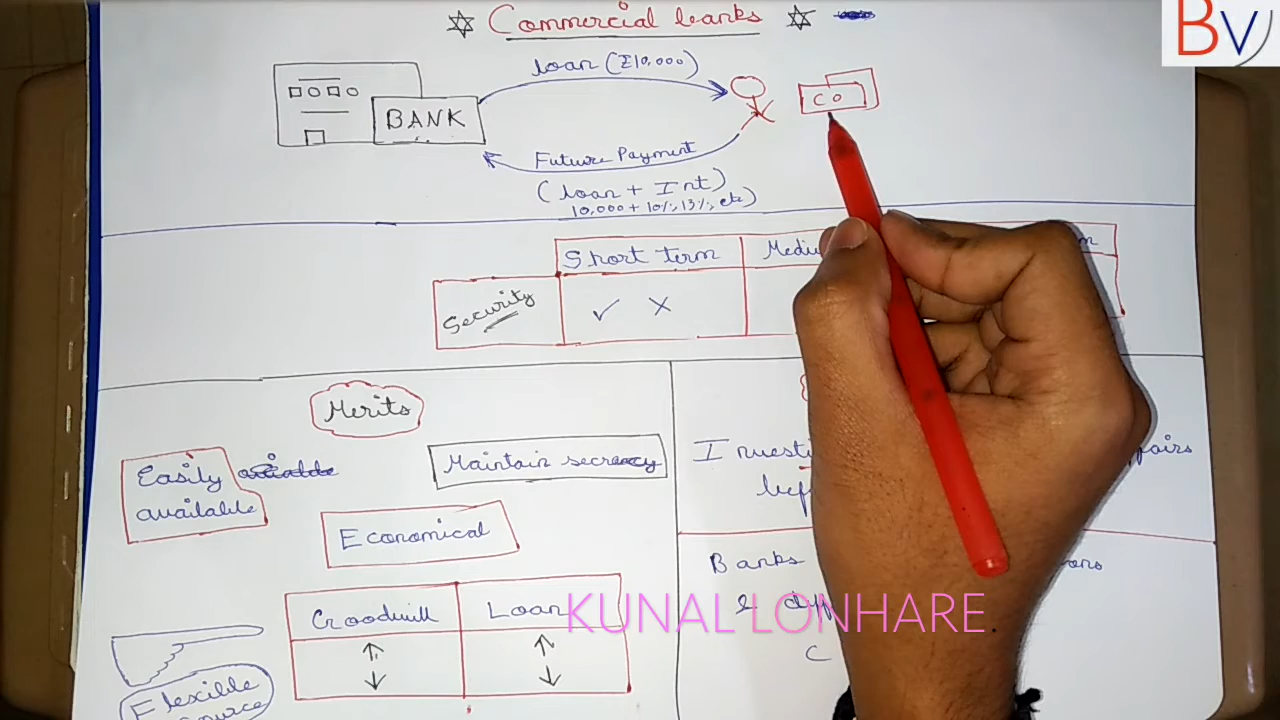 Commercial banks
BV
loan (₹10,000)
BANK
CO
Future Payment
(loan + Int)
10,000 + 10%, 13%, etc)
Short term
Security
✓ ×
Merits
Easily
available
Maintain secrecy
Economical
Goodwill Loan
↑ ↑
↓ ↓
Flexible
Banks
&
KUNAL LONHARE.
C